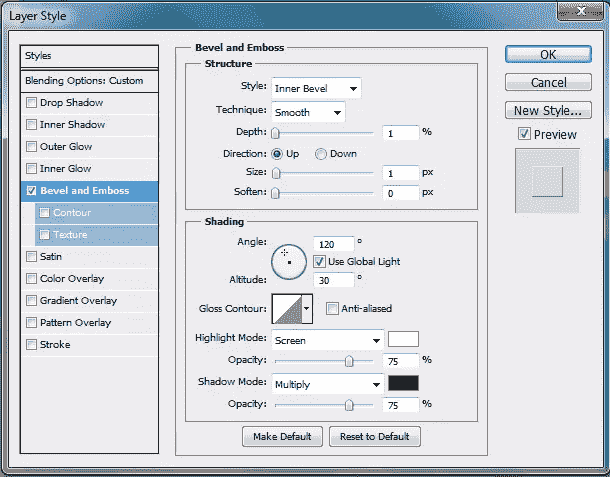 Layer Style
x
Styles
Blending Options: Custom
Drop Shadow
Inner Shadow
Outer Glow
Inner Glow
Bevel and Emboss
Contour
Texture
Satin
Color Overlay
Gradient Overlay
Pattern Overlay
Stroke
Bevel and Emboss
Structure
Style: Inner Bevel
Technique: Smooth
Depth: 1 %
Direction: Up Down
Size: 1 px
Soften: 0 px
Shading
Angle: 120 °
Use Global Light
Altitude: 30 °
Gloss Contour: Anti-aliased
Highlight Mode: Screen
Opacity: 75 %
Shadow Mode: Multiply
Opacity: 75 %
Make Default Reset to Default
OK
Cancel
New Style...
Preview